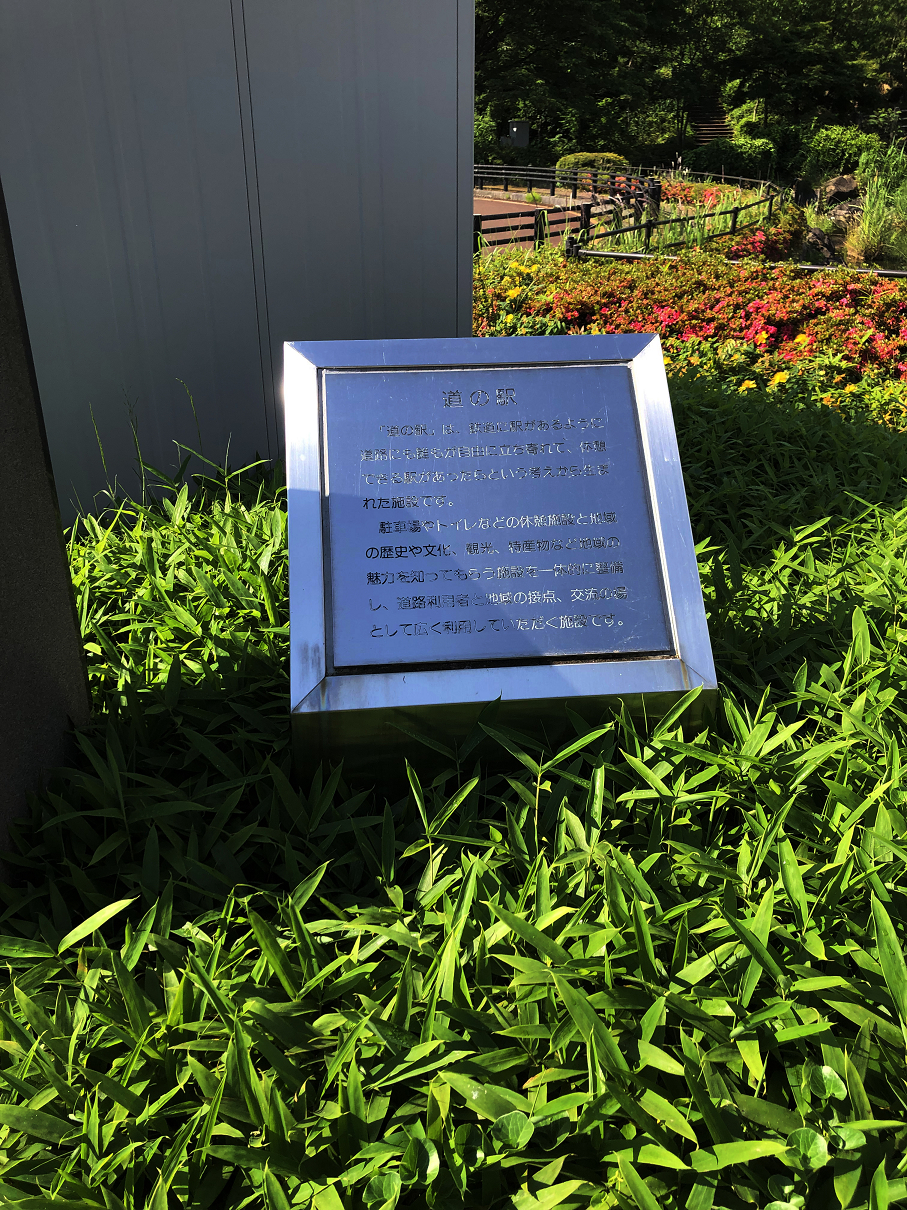 道の駅
「道の駅」は、鉄道に駅があるように
道路にも誰もが自由に立ち寄れて、休憩
できる駅があったらという考えから生ま
れた施設です。
駐車場やトイレなどの休憩施設と地域
の歴史や文化、観光、特産物など地域の
魅力を知ってもらう施設を一体的に整備
し、道路利用者と地域の接点、交流の場
として広く利用していただく施設です。